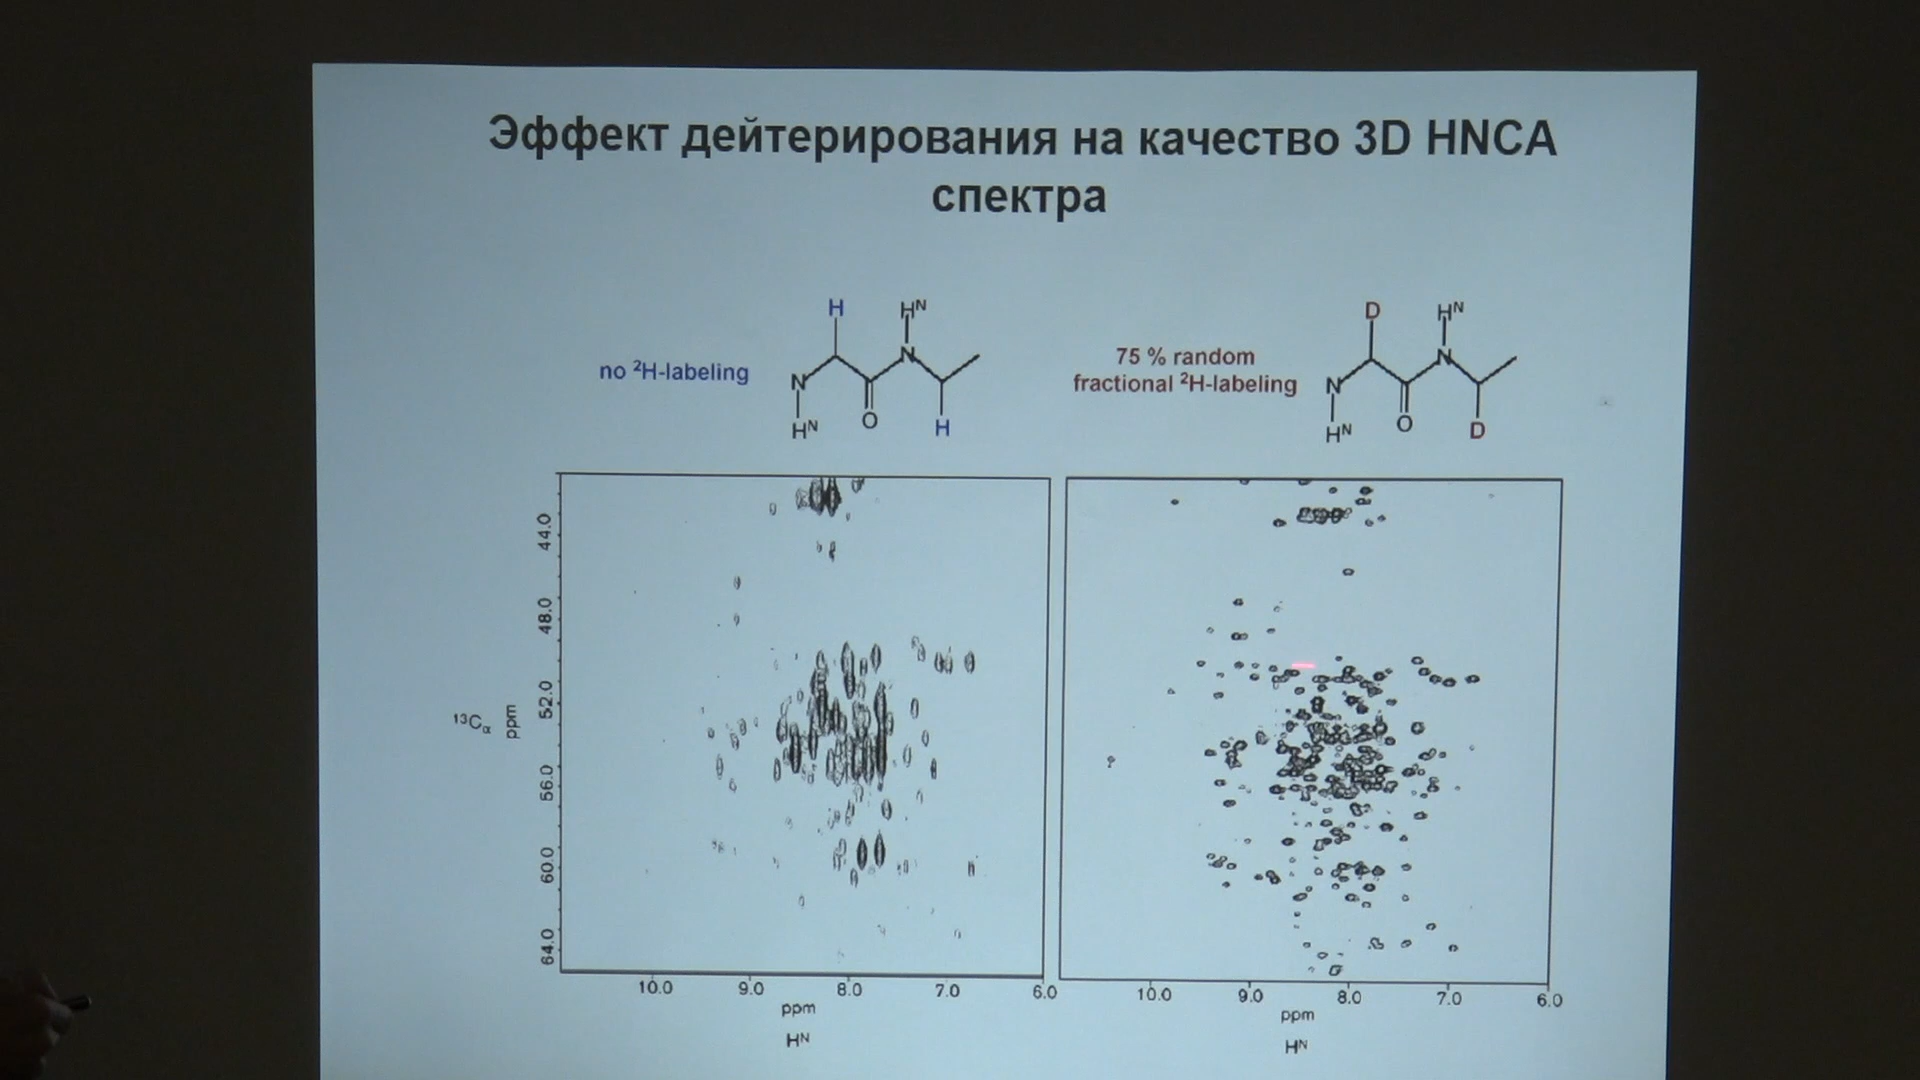 Эффект дейтерирования на качество 3D HNCA
спектра
no ²H-labeling
H
Hᴺ
N
N
Hᴺ
O
H
75 % random
fractional ²H-labeling
D
Hᴺ
N
N
Hᴺ
O
D
¹³Cα
ppm
44.0
48.0
52.0
56.0
60.0
64.0
10.0 9.0 8.0 7.0 6.0
ppm
Hᴺ
10.0 9.0 8.0 7.0 6.0
ppm
Hᴺ